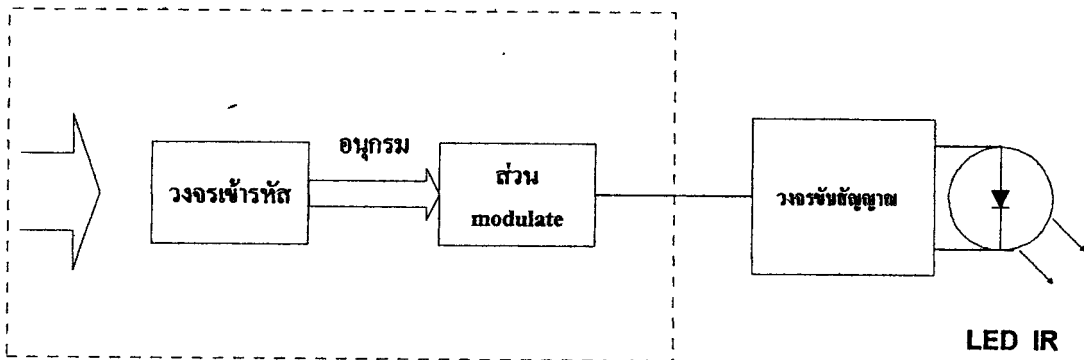 อนุกรม
วงจรเข้ารหัส
ส่วน
modulate
วงจรขับสัญญาณ
LED IR